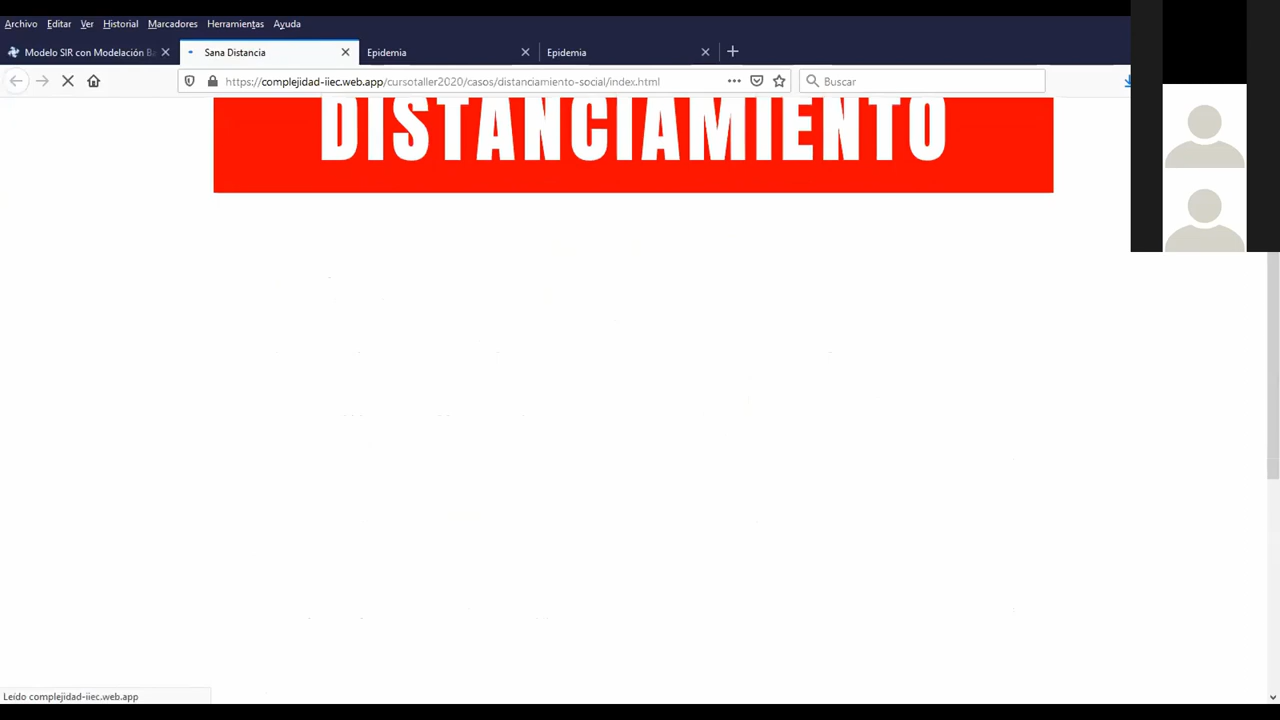 Archivo Editar Ver Historial Marcadores Herramientas Ayuda
Modelo SIR con Modelación Ba Sana Distancia Epidemia Epidemia
https://complejidad-iiec.web.app/cursotaller2020/casos/distanciamiento-social/index.html Buscar
DISTANCIAMIENTO
Leído complejidad-iiec.web.app